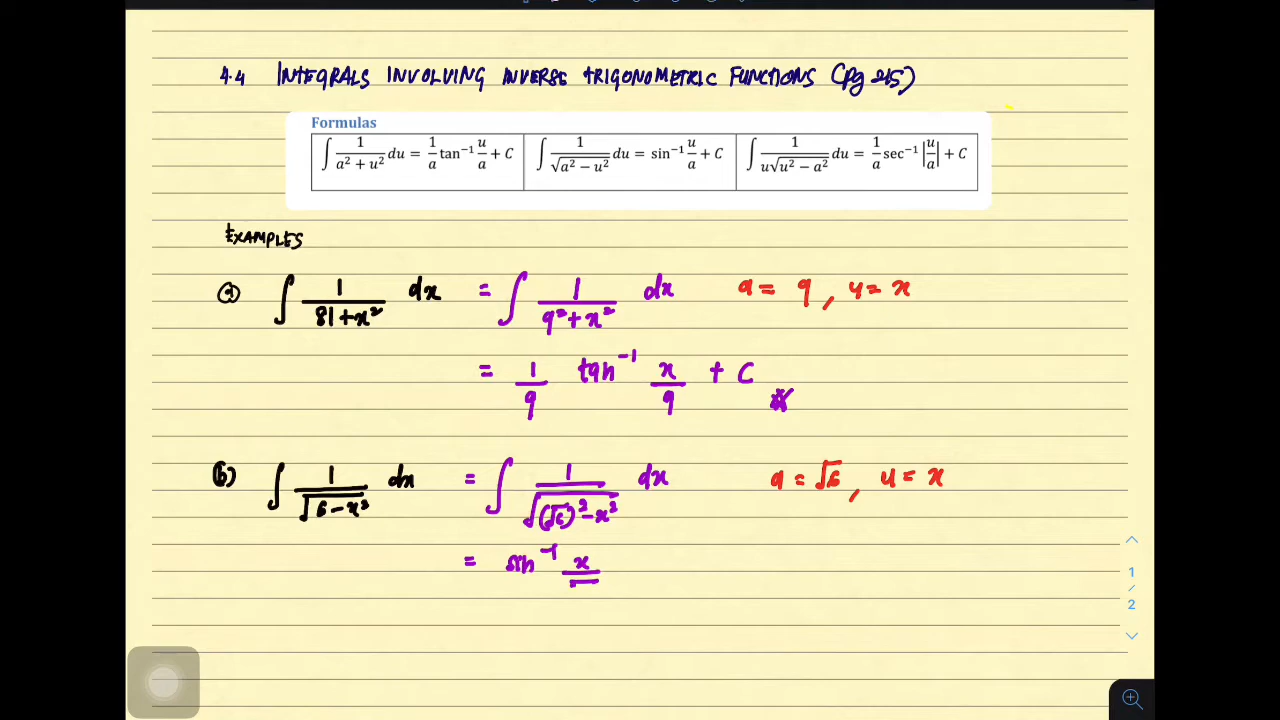 4.4 INTEGRALS INVOLVING INVERSE TRIGONOMETRIC FUNCTIONS (Pg 215)
Formulas
∫ 1/(a² + u²) du = 1/a tan⁻¹ u/a + C   ∫ 1/√(a² − u²) du = sin⁻¹ u/a + C   ∫ 1/(u√(u² − a²)) du = 1/a sec⁻¹ |u/a| + C
EXAMPLES
a) ∫ 1/(81 + x²) dx = ∫ 1/(9² + x²) dx   a = 9, u = x
= 1/9 tan⁻¹ x/9 + C
b) ∫ 1/√(6 − x²) dx = ∫ 1/√((√6)² − x²) dx   a = √6, u = x
= sin⁻¹ x
1
/
2